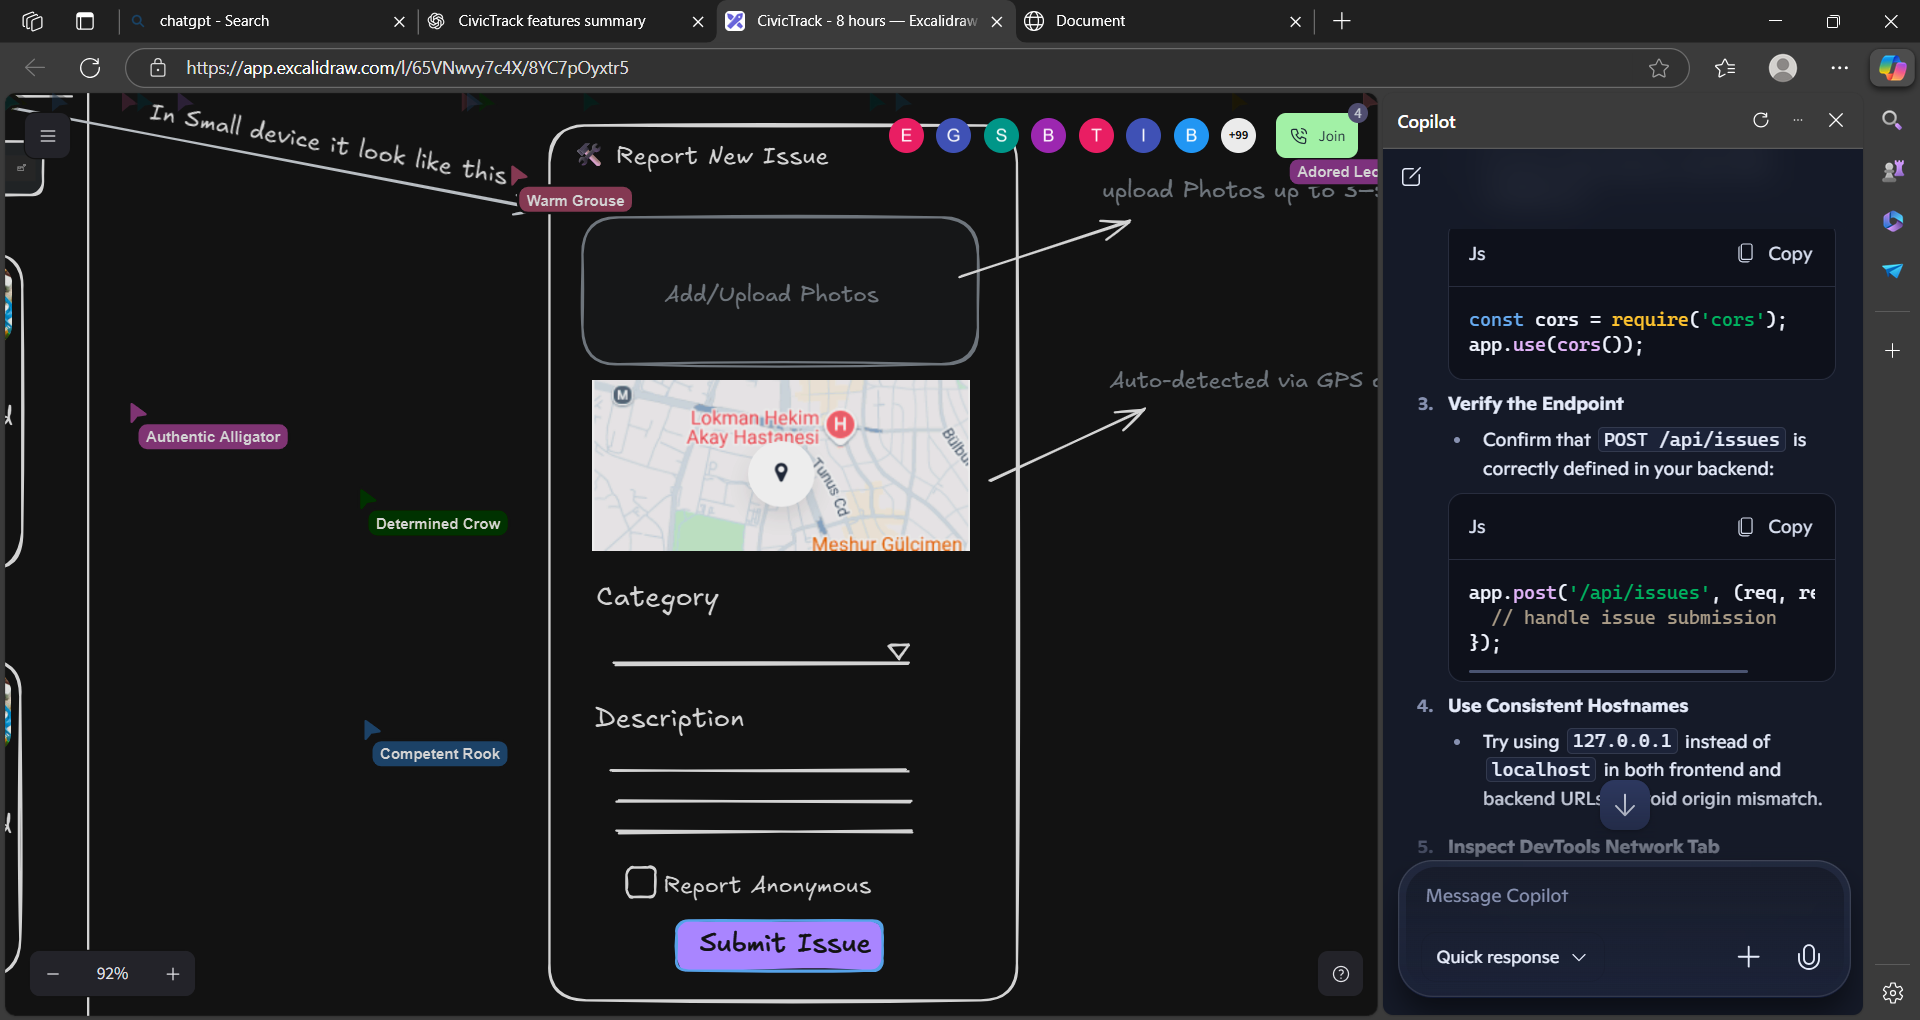 chatgpt - Search
CivicTrack features summary
CivicTrack - 8 hours — Excalidraw
Document
https://app.excalidraw.com/l/65VNwvy7c4X/8YC7pOyxtr5
In Small device it look like this
Warm Grouse
🛠 Report New Issue
E
G
S
B
T
I
B
+99
Join
4
Adored Lec
upload Photos up to 3–
Add/Upload Photos
Auto-detected via GPS
M
Lokman Hekim
Akay Hastanesi
H
Tunus Cd
Bülbü
Meshur Gülcimen
Authentic Alligator
Determined Crow
Competent Rook
Category
Description
Report Anonymous
Submit Issue
92%
Copilot
Js
Copy
const cors = require('cors');
app.use(cors());
3. Verify the Endpoint
• Confirm that POST /api/issues is
correctly defined in your backend:
Js
Copy
app.post('/api/issues', (req, re
// handle issue submission
});
4. Use Consistent Hostnames
• Try using 127.0.0.1 instead of
localhost in both frontend and
backend URLs oid origin mismatch.
5. Inspect DevTools Network Tab
Message Copilot
Quick response